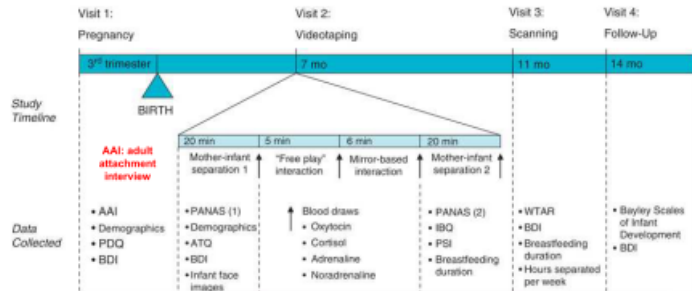 Visit 1:
Pregnancy
Visit 2:
Videotaping
Visit 3:
Scanning
Visit 4:
Follow-Up
3rd trimester
7 mo
11 mo
14 mo
Study
Timeline
BIRTH
AAI: adult
attachment
interview
20 min
5 min
6 min
20 min
Mother-infant
separation 1
"Free play"
interaction
Mirror-based
interaction
Mother-infant
separation 2
Data
Collected
• AAI
• Demographics
• PDQ
• BDI
• PANAS (1)
• Demographics
• ATQ
• BDI
• Infant face
images
Blood draws
• Oxytocin
• Cortisol
• Adrenaline
• Noradrenaline
• PANAS (2)
• IBQ
• PSI
• Breastfeeding
duration
• WTAR
• BDI
• Breastfeeding
duration
• Hours separated
per week
• Bayley Scales
of Infant
Development
• BDI